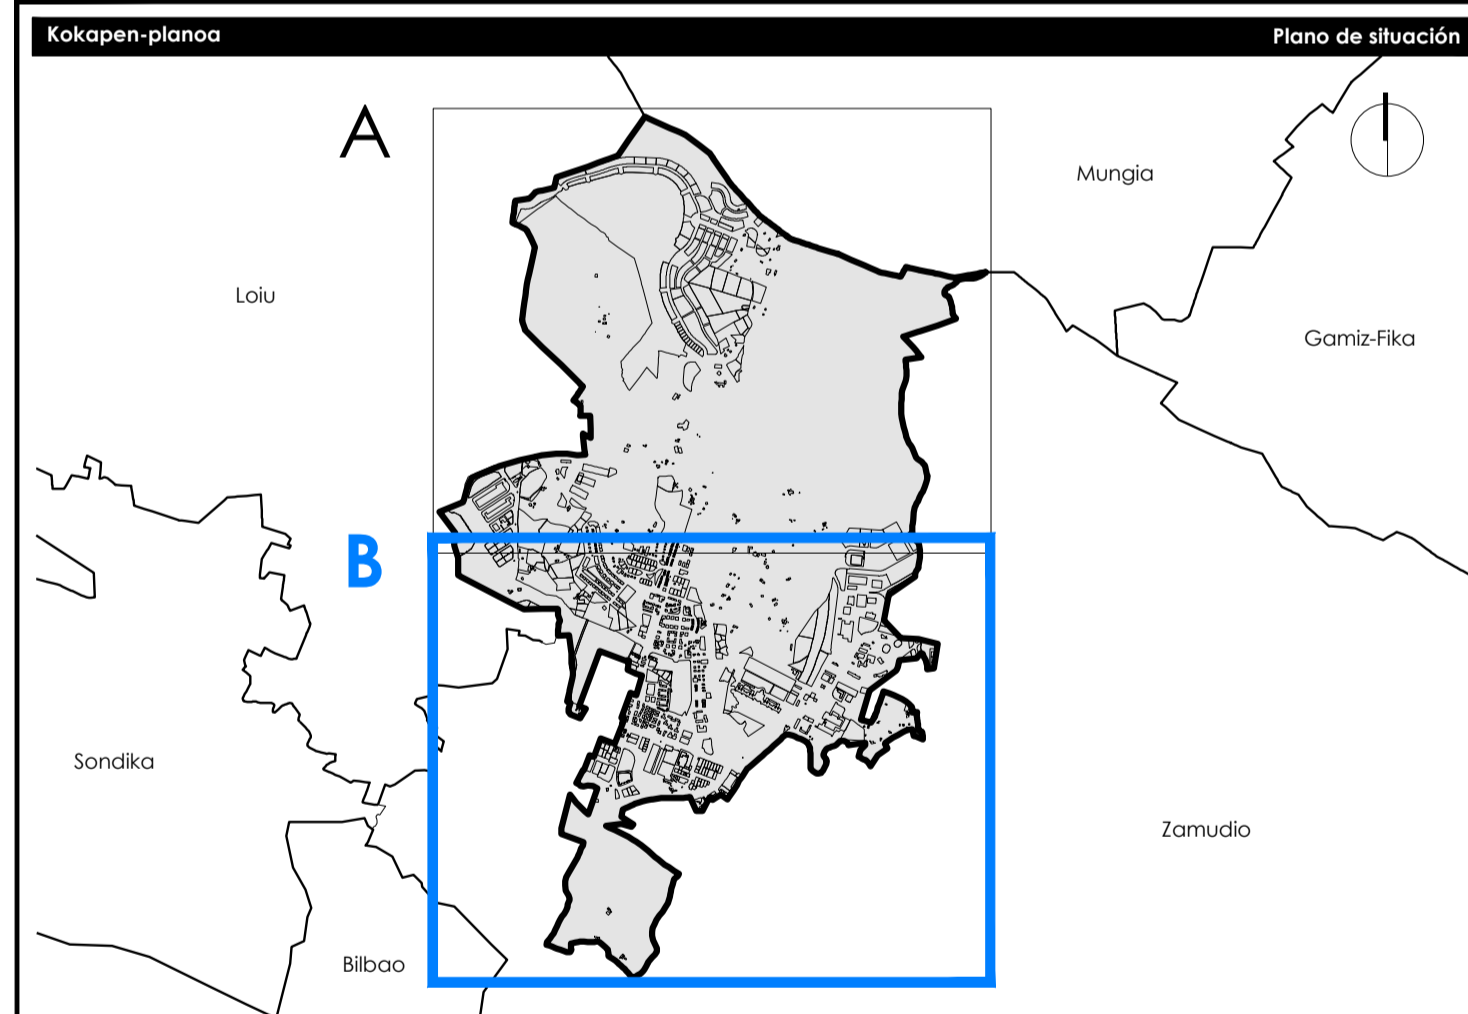 Kokapen-planoa
Plano de situación
A
Mungia
Loiu
Gamiz-Fika
B
Sondika
Zamudio
Bilbao